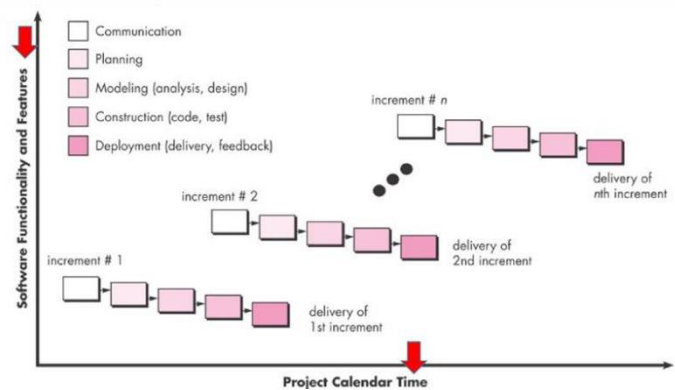 Communication
Planning
Modeling (analysis, design)
Construction (code, test)
Deployment (delivery, feedback)
Software Functionality and Features
increment # n
delivery of
nth increment
increment # 2
delivery of
2nd increment
increment # 1
delivery of
1st increment
Project Calendar Time